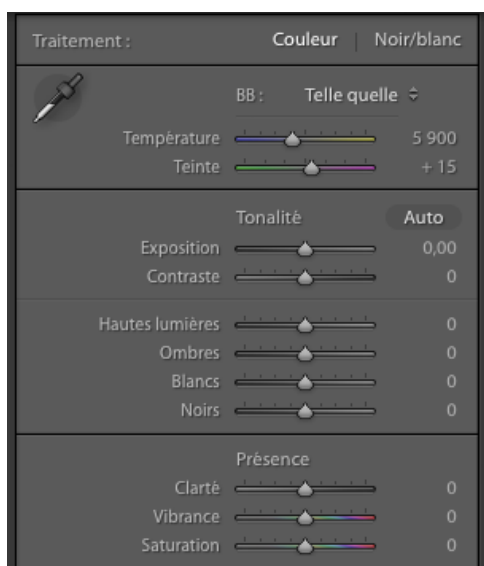 Traitement : Couleur | Noir/blanc
BB : Telle quelle
Température 5 900
Teinte + 15
Tonalité Auto
Exposition 0,00
Contraste 0
Hautes lumières 0
Ombres 0
Blancs 0
Noirs 0
Présence
Clarté 0
Vibrance 0
Saturation 0